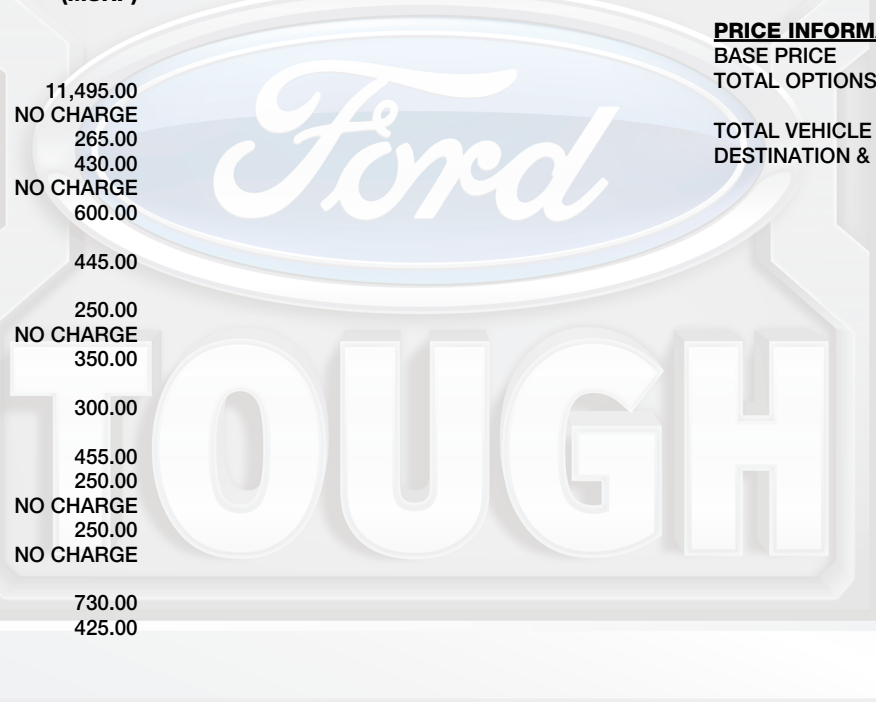 (MSRP)
11,495.00
NO CHARGE
265.00
430.00
NO CHARGE
600.00
445.00
250.00
NO CHARGE
350.00
300.00
455.00
250.00
NO CHARGE
250.00
NO CHARGE
730.00
425.00
PRICE INFORMA
BASE PRICE
TOTAL OPTIONS
TOTAL VEHICLE
DESTINATION &
Ford
TOUGH